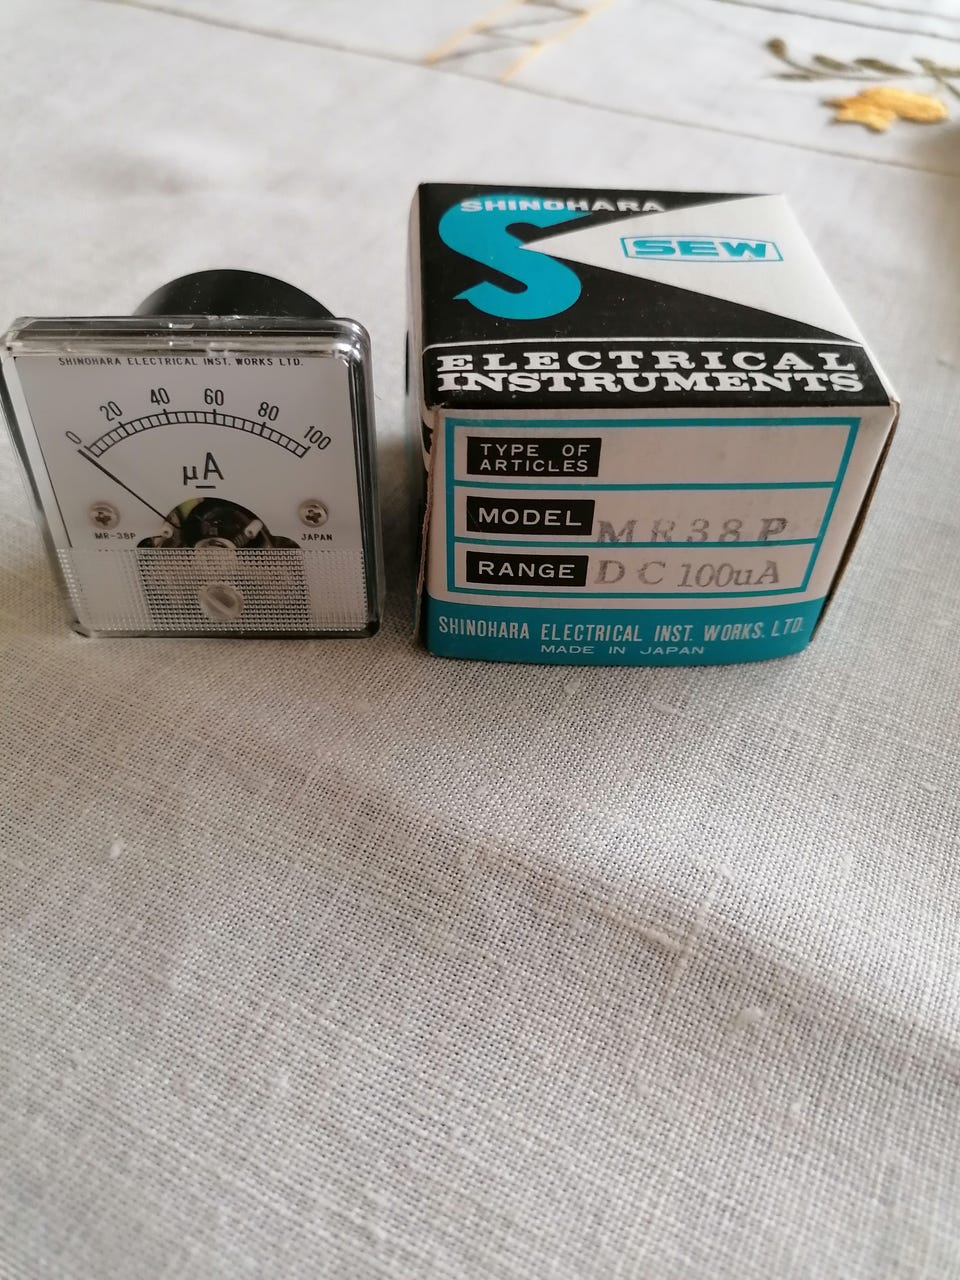 SHINOHARA ELECTRICAL INST. WORKS LTD.
0 20 40 60 80 100
µA
MR-38P JAPAN
SHINOHARA
S
SEW
ELECTRICAL
INSTRUMENTS
TYPE OF
ARTICLES
MODEL MR38P
RANGE DC 100uA
SHINOHARA ELECTRICAL INST. WORKS. LTD.
MADE IN JAPAN